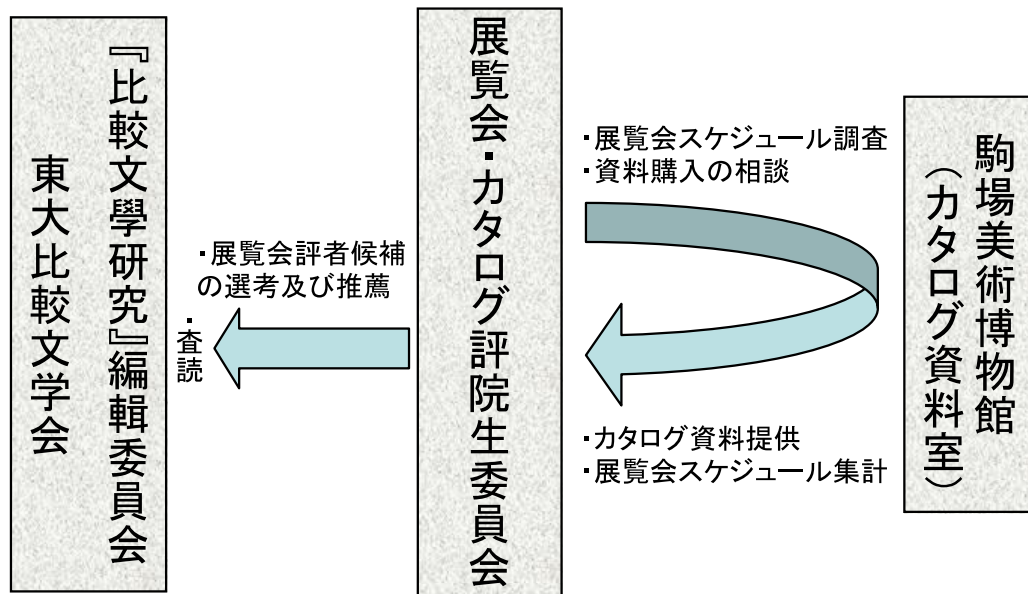 『比較文學研究』編輯委員会
東大比較文学会
・展覧会評者候補
の選考及び推薦
・査読
展覧会・カタログ評院生委員会
・展覧会スケジュール調査
・資料購入の相談
・カタログ資料提供
・展覧会スケジュール集計
駒場美術博物館
（カタログ資料室）